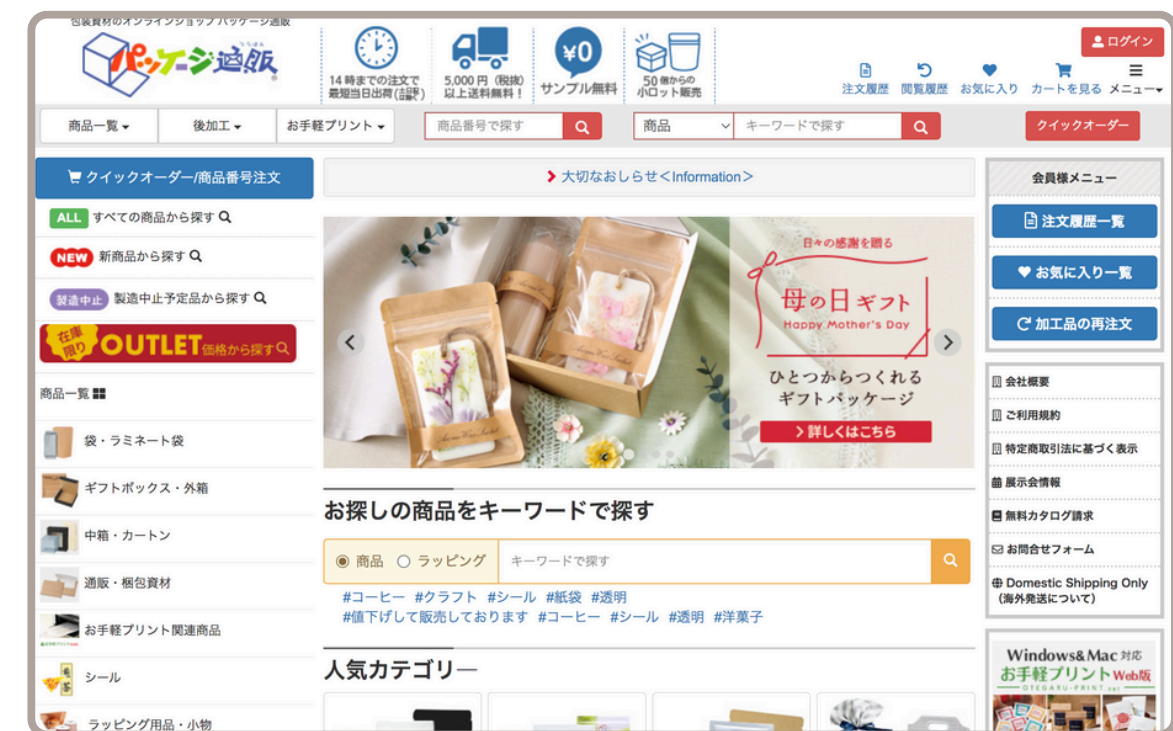 包装資材のオンラインショップ パッケージ通販
パッケージ通販
14時までの注文で
最短当日出荷
5,000円 (税抜)
以上送料無料!
¥0
サンプル無料
50個からの
小ロット販売
ログイン
注文履歴 閲覧履歴 お気に入り カートを見る メニュー
商品一覧 後加工 お手軽プリント 商品番号で探す 商品 キーワードで探す クイックオーダー
クイックオーダー/商品番号注文
ALL すべての商品から探す
NEW 新商品から探す
製造中止 製造中止予定品から探す
在庫
限り OUTLET 価格から探す
商品一覧
袋・ラミネート袋
ギフトボックス・外箱
中箱・カートン
通販・梱包資材
お手軽プリント関連商品
シール
ラッピング用品・小物
大切なおしらせ<Information>
日々の感謝を贈る
母の日ギフト
Happy Mother's Day
ひとつからつくれる
ギフトパッケージ
詳しくはこちら
お探しの商品をキーワードで探す
商品 ラッピング キーワードで探す
#コーヒー #クラフト #シール #紙袋 #透明
#値下げして販売しております #コーヒー #シール #透明 #洋菓子
人気カテゴリー
会員様メニュー
注文履歴一覧
お気に入り一覧
加工品の再注文
会社概要
ご利用規約
特定商取引法に基づく表示
展示会情報
無料カタログ請求
お問合せフォーム
Domestic Shipping Only
(海外発送について)
Windows&Mac 対応
お手軽プリント Web版
OTEGARU-PRINT.net